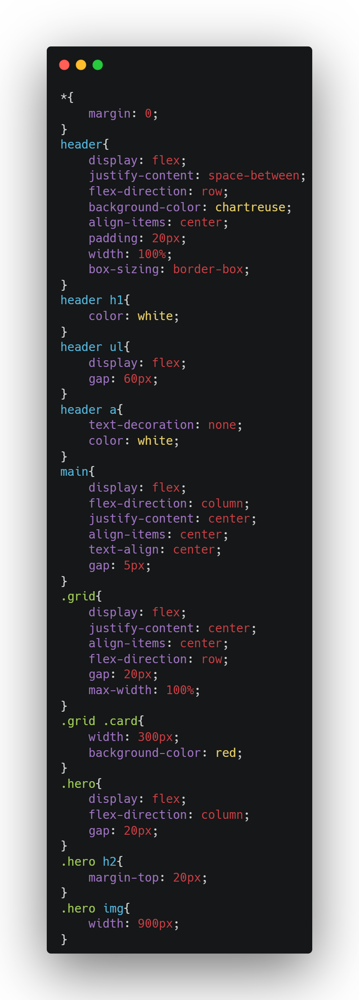 *{
    margin: 0;
}
header{
    display: flex;
    justify-content: space-between;
    flex-direction: row;
    background-color: chartreuse;
    align-items: center;
    padding: 20px;
    width: 100%;
    box-sizing: border-box;
}
header h1{
    color: white;
}
header ul{
    display: flex;
    gap: 60px;
}
header a{
    text-decoration: none;
    color: white;
}
main{
    display: flex;
    flex-direction: column;
    justify-content: center;
    align-items: center;
    text-align: center;
    gap: 5px;
}
.grid{
    display: flex;
    justify-content: center;
    align-items: center;
    flex-direction: row;
    gap: 20px;
    max-width: 100%;
}
.grid .card{
    width: 300px;
    background-color: red;
}
.hero{
    display: flex;
    flex-direction: column;
    gap: 20px;
}
.hero h2{
    margin-top: 20px;
}
.hero img{
    width: 900px;
}